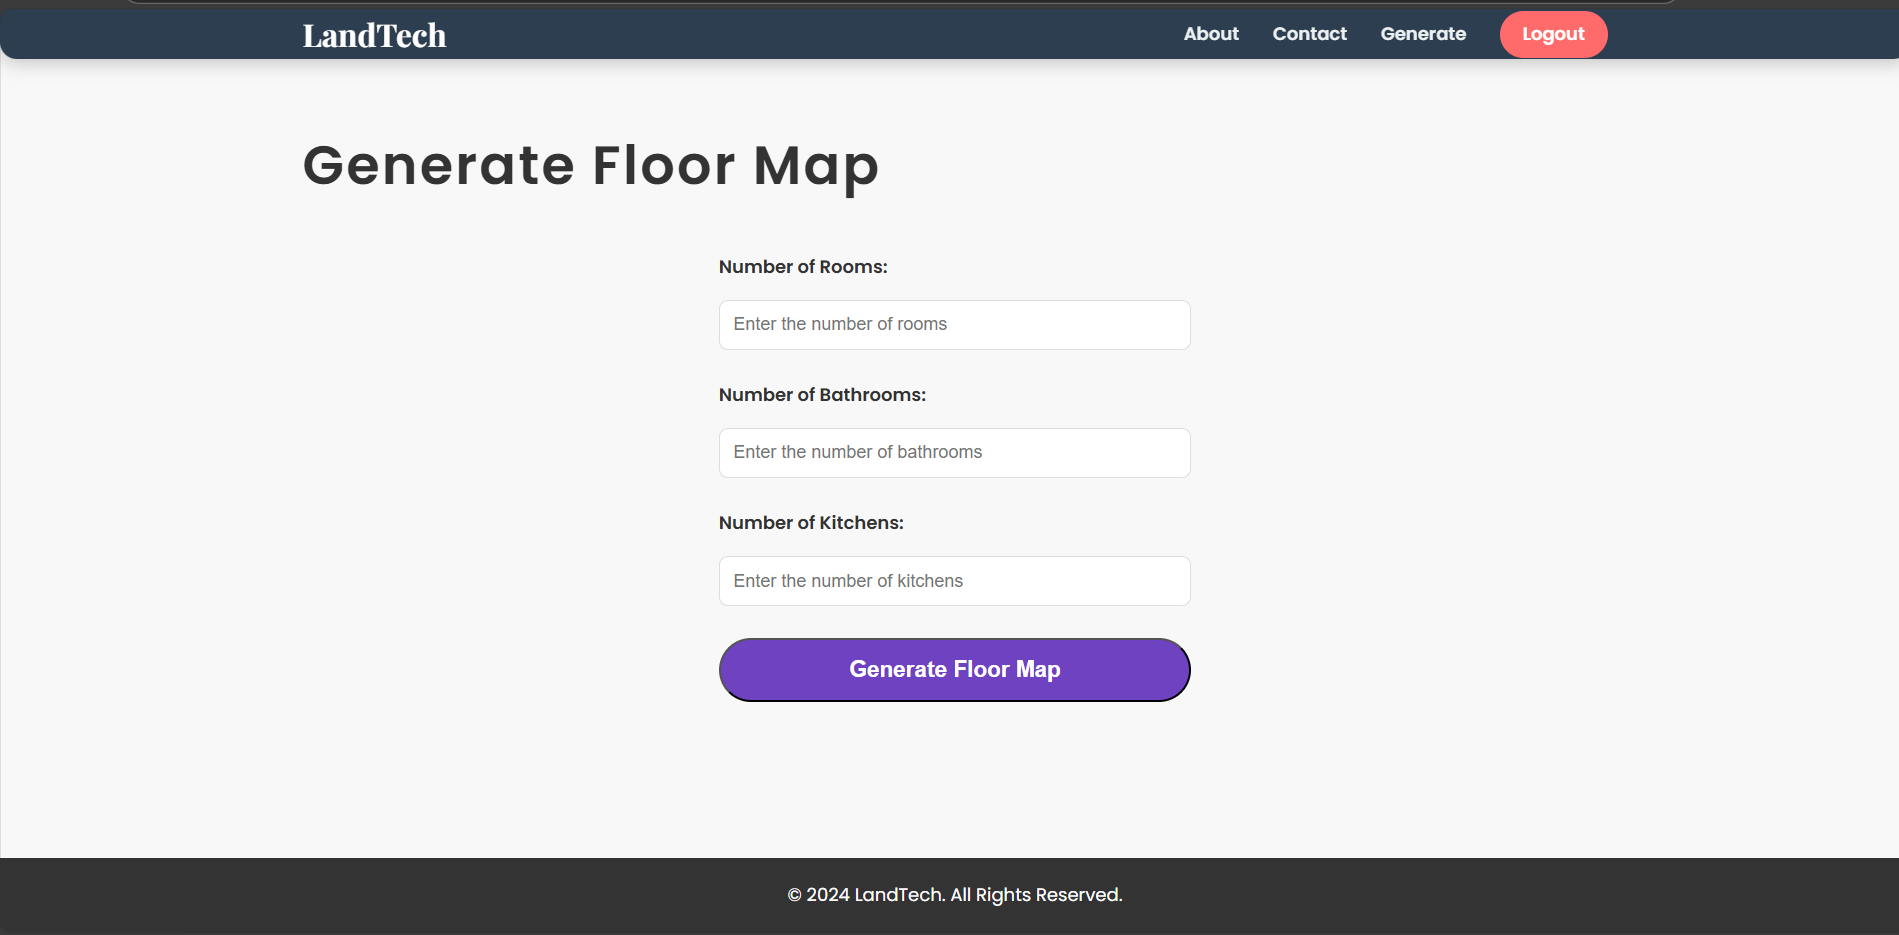 LandTech
About
Contact
Generate
Logout
Generate Floor Map
Number of Rooms:
Enter the number of rooms
Number of Bathrooms:
Enter the number of bathrooms
Number of Kitchens:
Enter the number of kitchens
Generate Floor Map
© 2024 LandTech. All Rights Reserved.